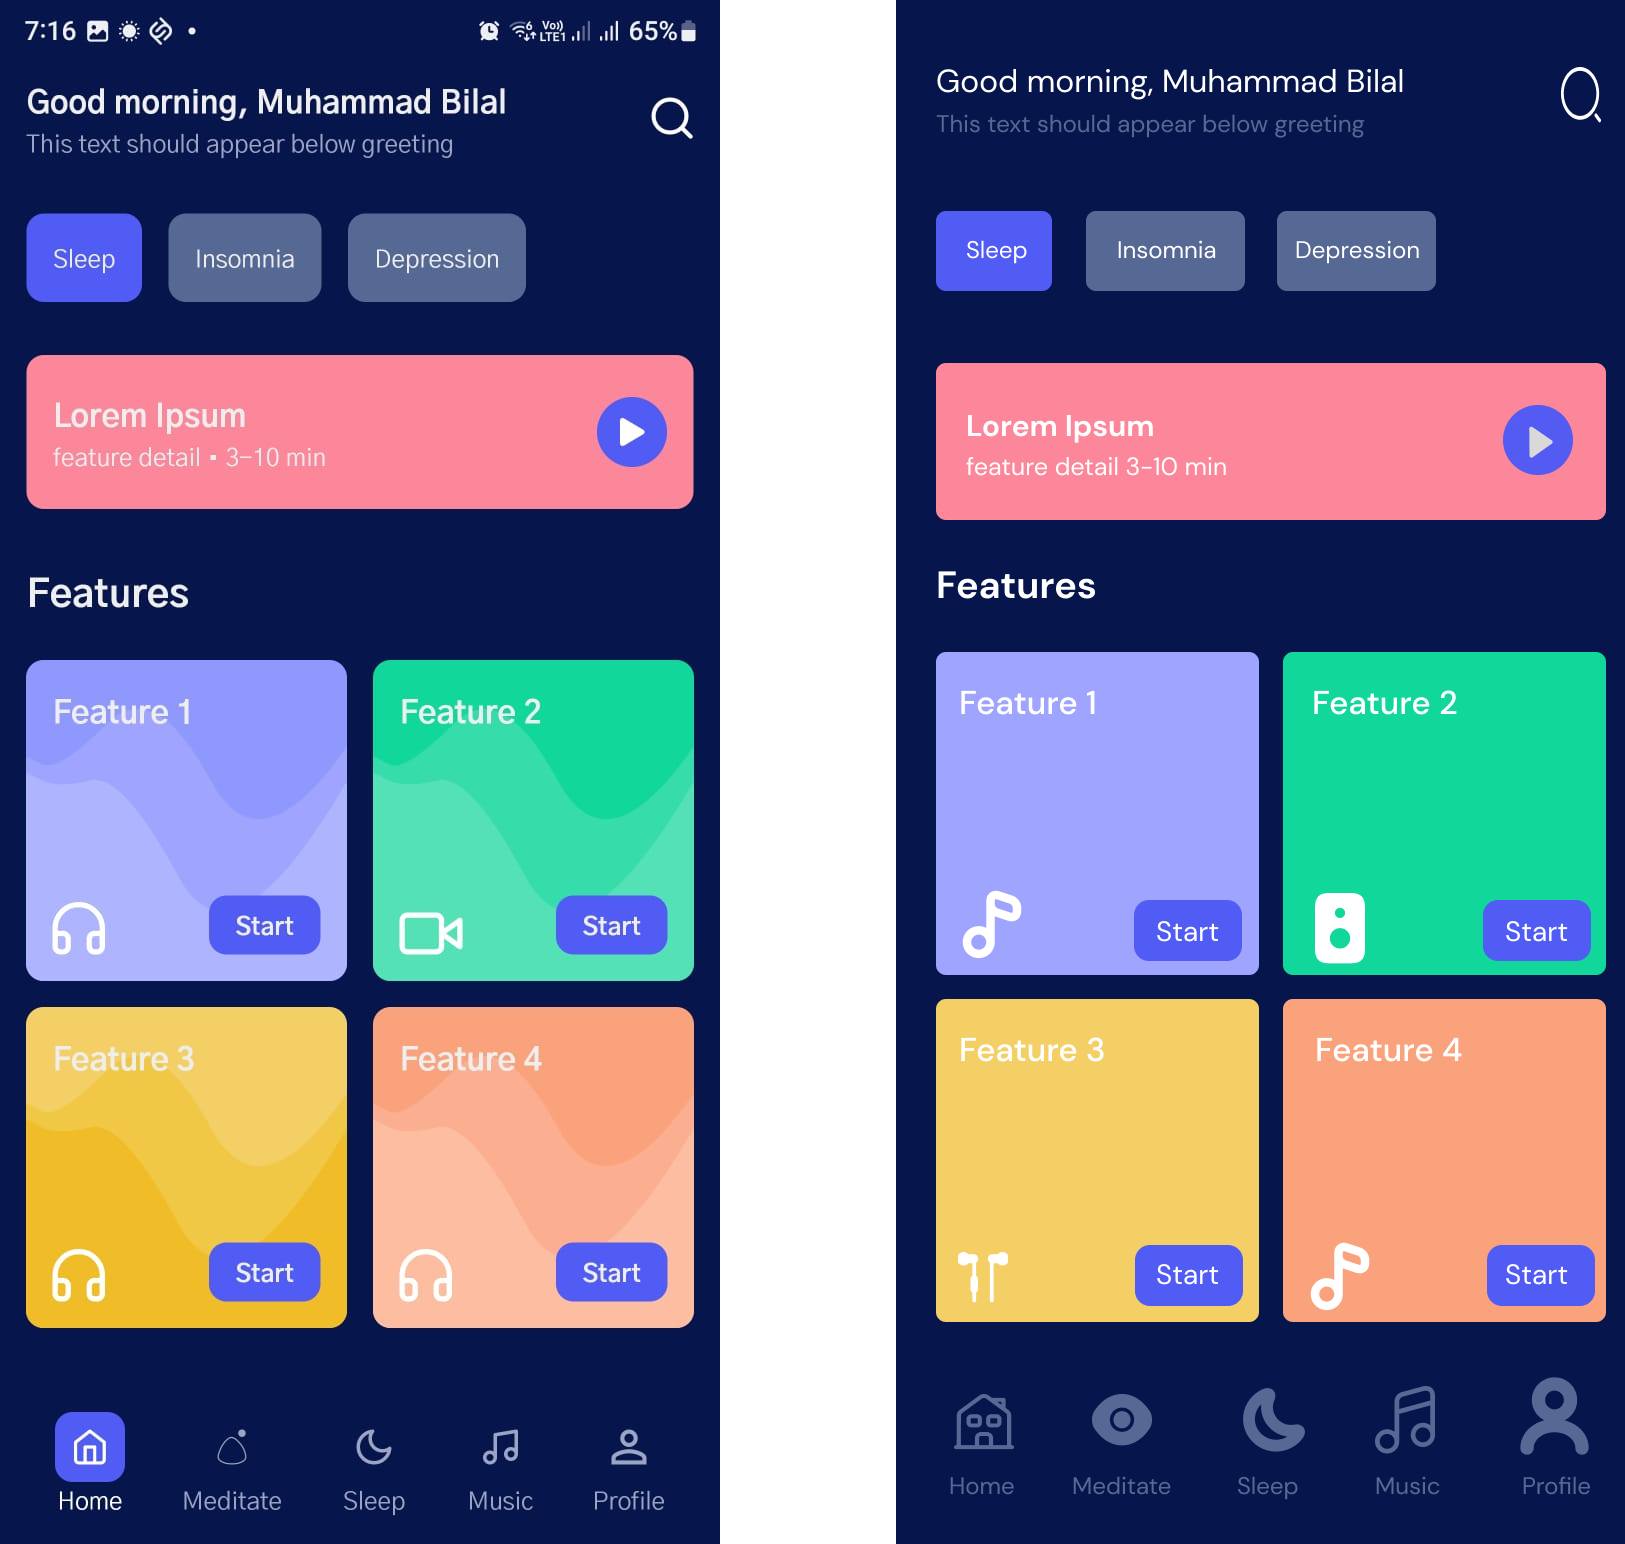 7:16
6 Vo)) LTE1 65%
Good morning, Muhammad Bilal
This text should appear below greeting
Sleep Insomnia Depression
Lorem Ipsum
feature detail • 3-10 min
Features
Feature 1 Feature 2
Start Start
Feature 3 Feature 4
Start Start
Home Meditate Sleep Music Profile
Good morning, Muhammad Bilal
This text should appear below greeting
Sleep Insomnia Depression
Lorem Ipsum
feature detail 3-10 min
Features
Feature 1 Feature 2
Start Start
Feature 3 Feature 4
Start Start
Home Meditate Sleep Music Profile